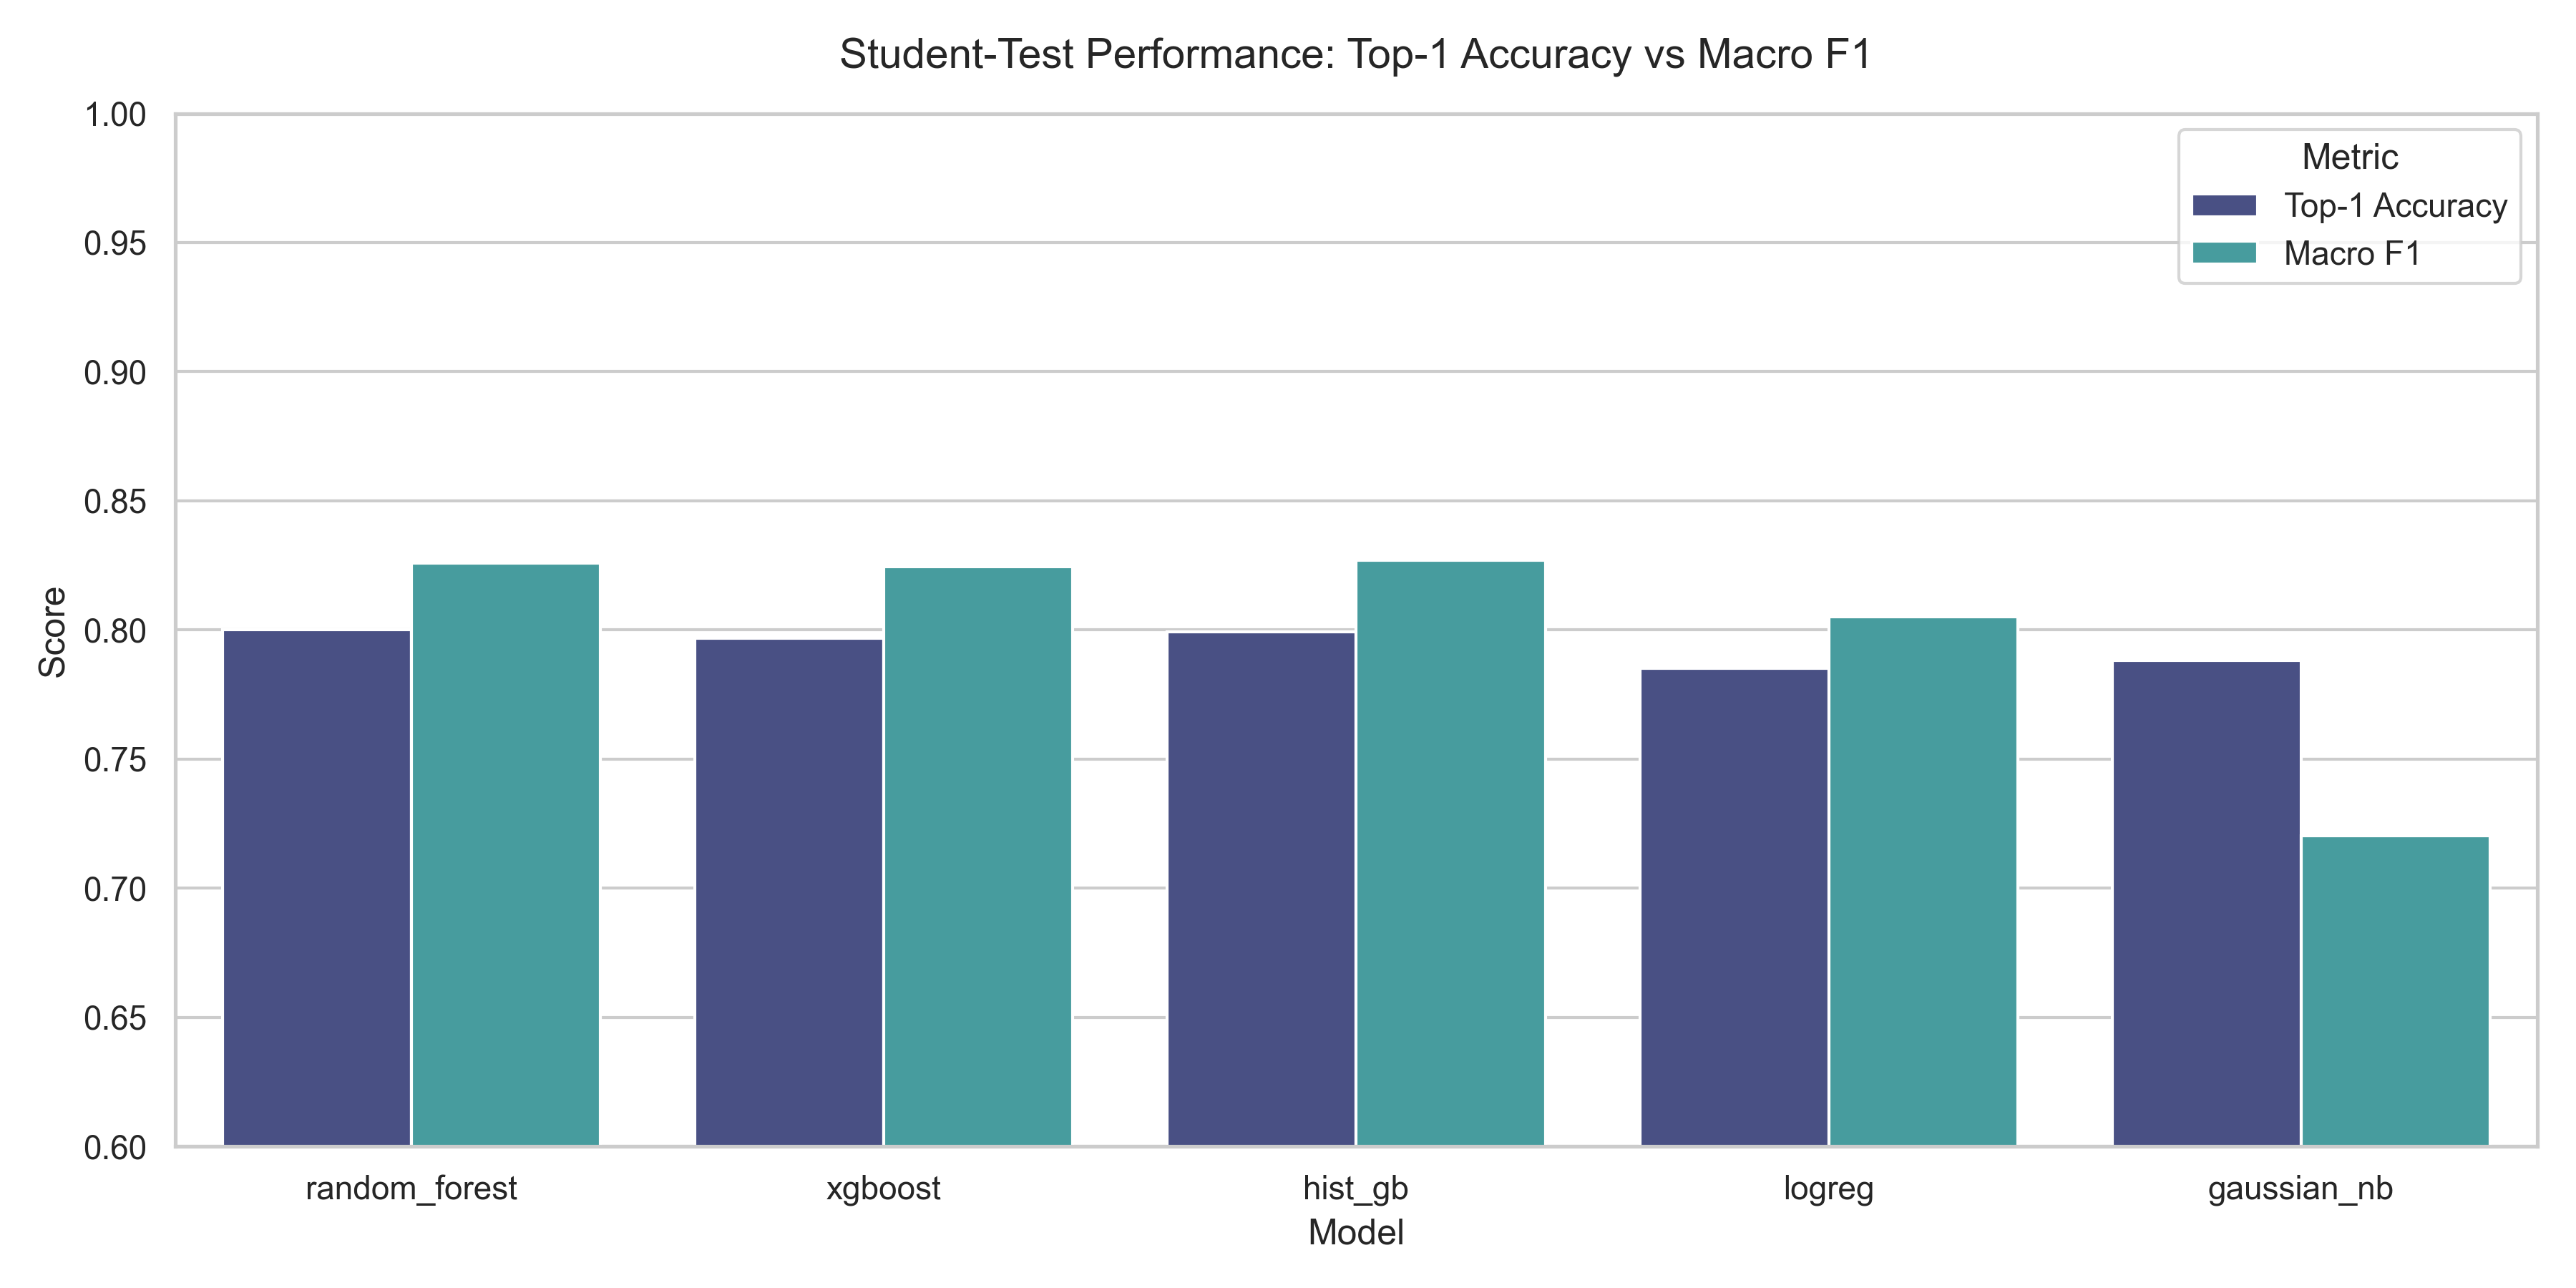 Student-Test Performance: Top-1 Accuracy vs Macro F1
1.00
0.95
0.90
0.85
0.80
0.75
0.70
0.65
0.60
Score
Metric
Top-1 Accuracy
Macro F1
random_forest
xgboost
hist_gb
logreg
gaussian_nb
Model